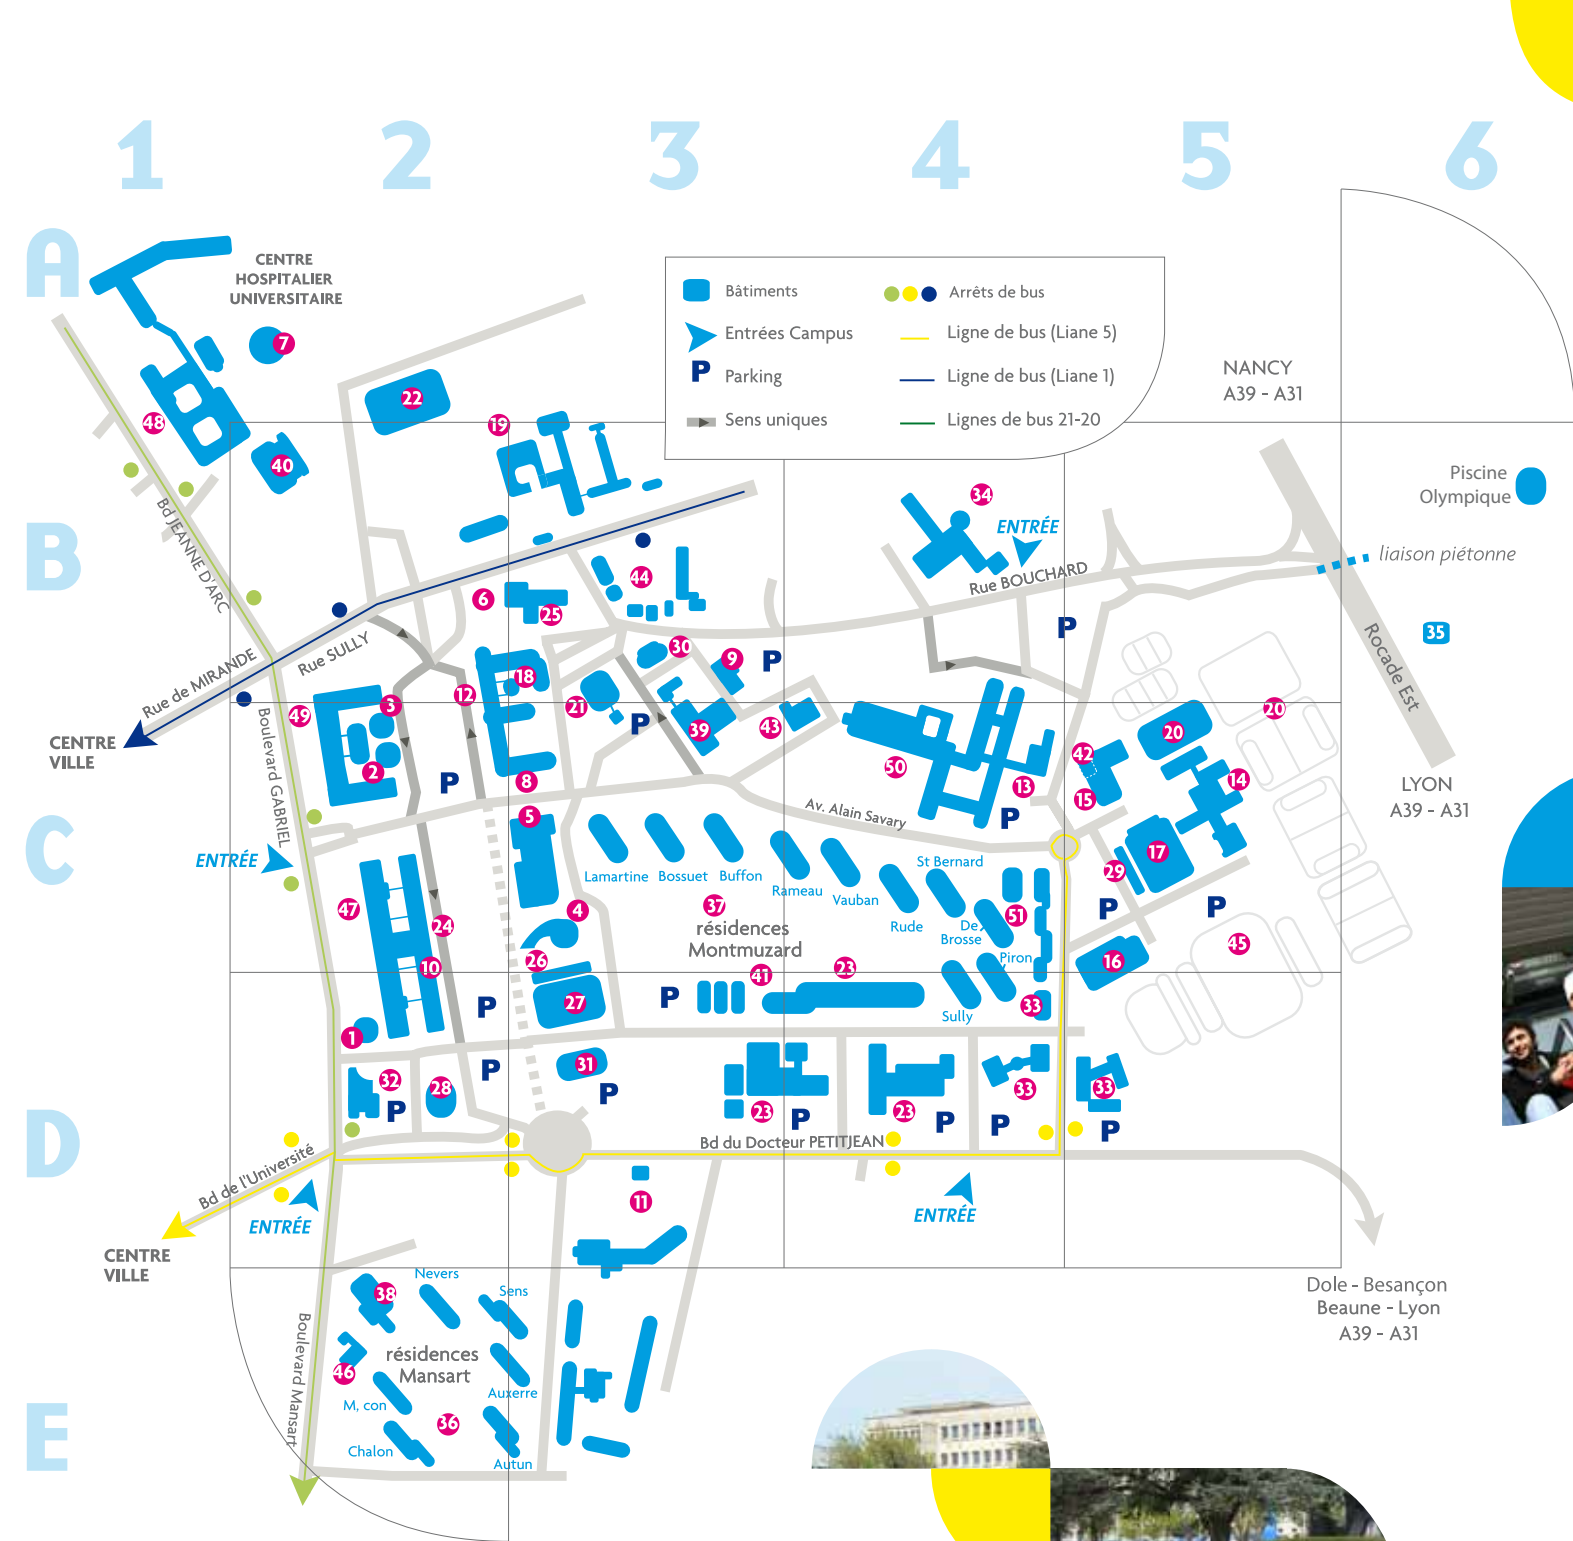 1
2
3
4
5
6
A
B
C
D
E
CENTRE
HOSPITALIER
UNIVERSITAIRE
Bâtiments
Entrées Campus
P
Parking
Sens uniques
Arrêts de bus
Ligne de bus (Liane 5)
Ligne de bus (Liane 1)
Lignes de bus 21-20
NANCY
A39 - A31
7
48
22
19
40
34
ENTRÉE
Piscine
Olympique
liaison piétonne
Rue BOUCHARD
Bd JEANNE D'ARC
44
6
25
P
35
Rocade Est
Rue SULLY
Rue de MIRANDE
30
9
P
18
12
3
49
21
P
39
43
20
20
CENTRE
VILLE
Boulevard GABRIEL
2
P
8
50
13
42
15
14
LYON
A39 - A31
Av. Alain Savary
P
5
ENTRÉE
Lamartine
Bossuet
Buffon
Rameau
Vauban
St Bernard
Rude
De
Brosse
Piron
Sully
17
29
P
P
47
24
4
37
résidences
Montmuzard
51
45
10
26
41
23
16
P
27
P
33
1
32
P
28
P
31
P
23
P
23
P
33
P
33
P
Bd du Docteur PETITJEAN
Bd de l'Université
ENTRÉE
11
ENTRÉE
CENTRE
VILLE
Dole - Besançon
Beaune - Lyon
A39 - A31
Nevers
38
Sens
Boulevard Mansart
résidences
Mansart
46
Auxerre
M, con
36
Chalon
Autun